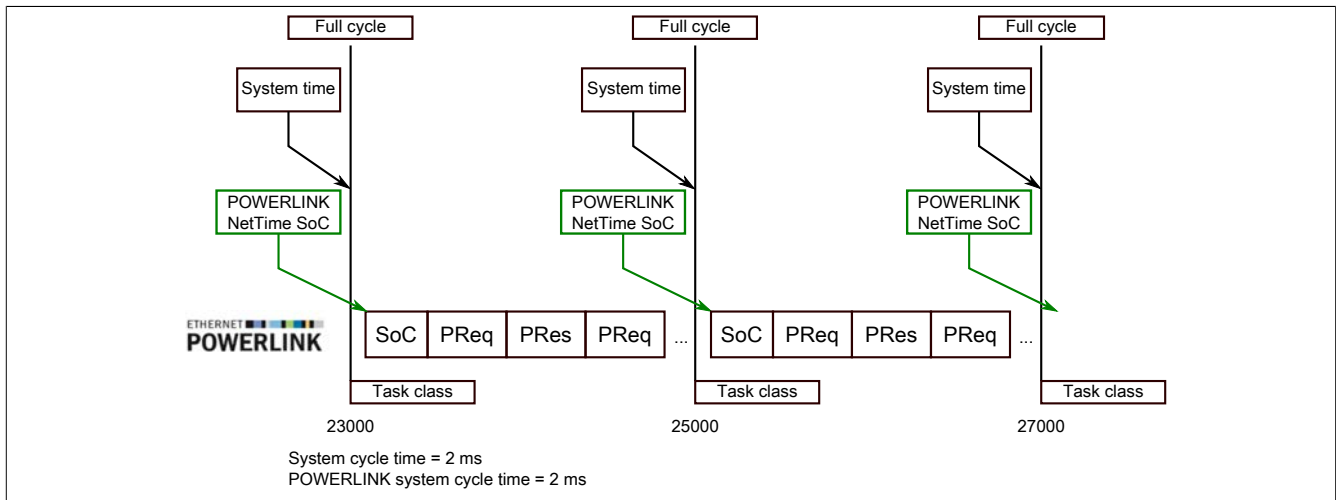 Full cycle
Full cycle
Full cycle
System time
System time
System time
POWERLINK
NetTime SoC
POWERLINK
NetTime SoC
POWERLINK
NetTime SoC
ETHERNET
POWERLINK
SoC PReq PRes PReq ... SoC PReq PRes PReq ...
Task class
Task class
Task class
23000
25000
27000
System cycle time = 2 ms
POWERLINK system cycle time = 2 ms